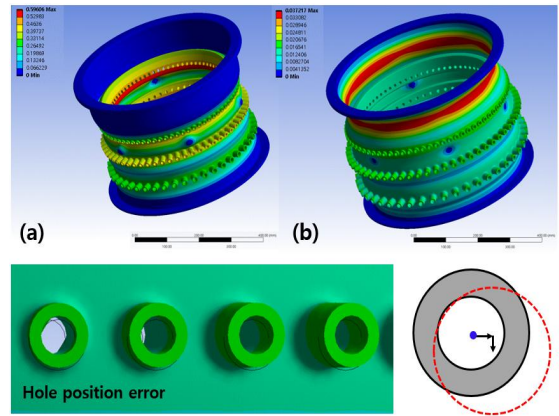 0.59606 Max
0.52983
0.4636
0.39737
0.33114
0.26492
0.19869
0.13246
0.066229
0 Min
(a)
0.037217 Max
0.033082
0.028946
0.024811
0.020676
0.016541
0.012406
0.0082704
0.0041352
0 Min
(b)
Hole position error